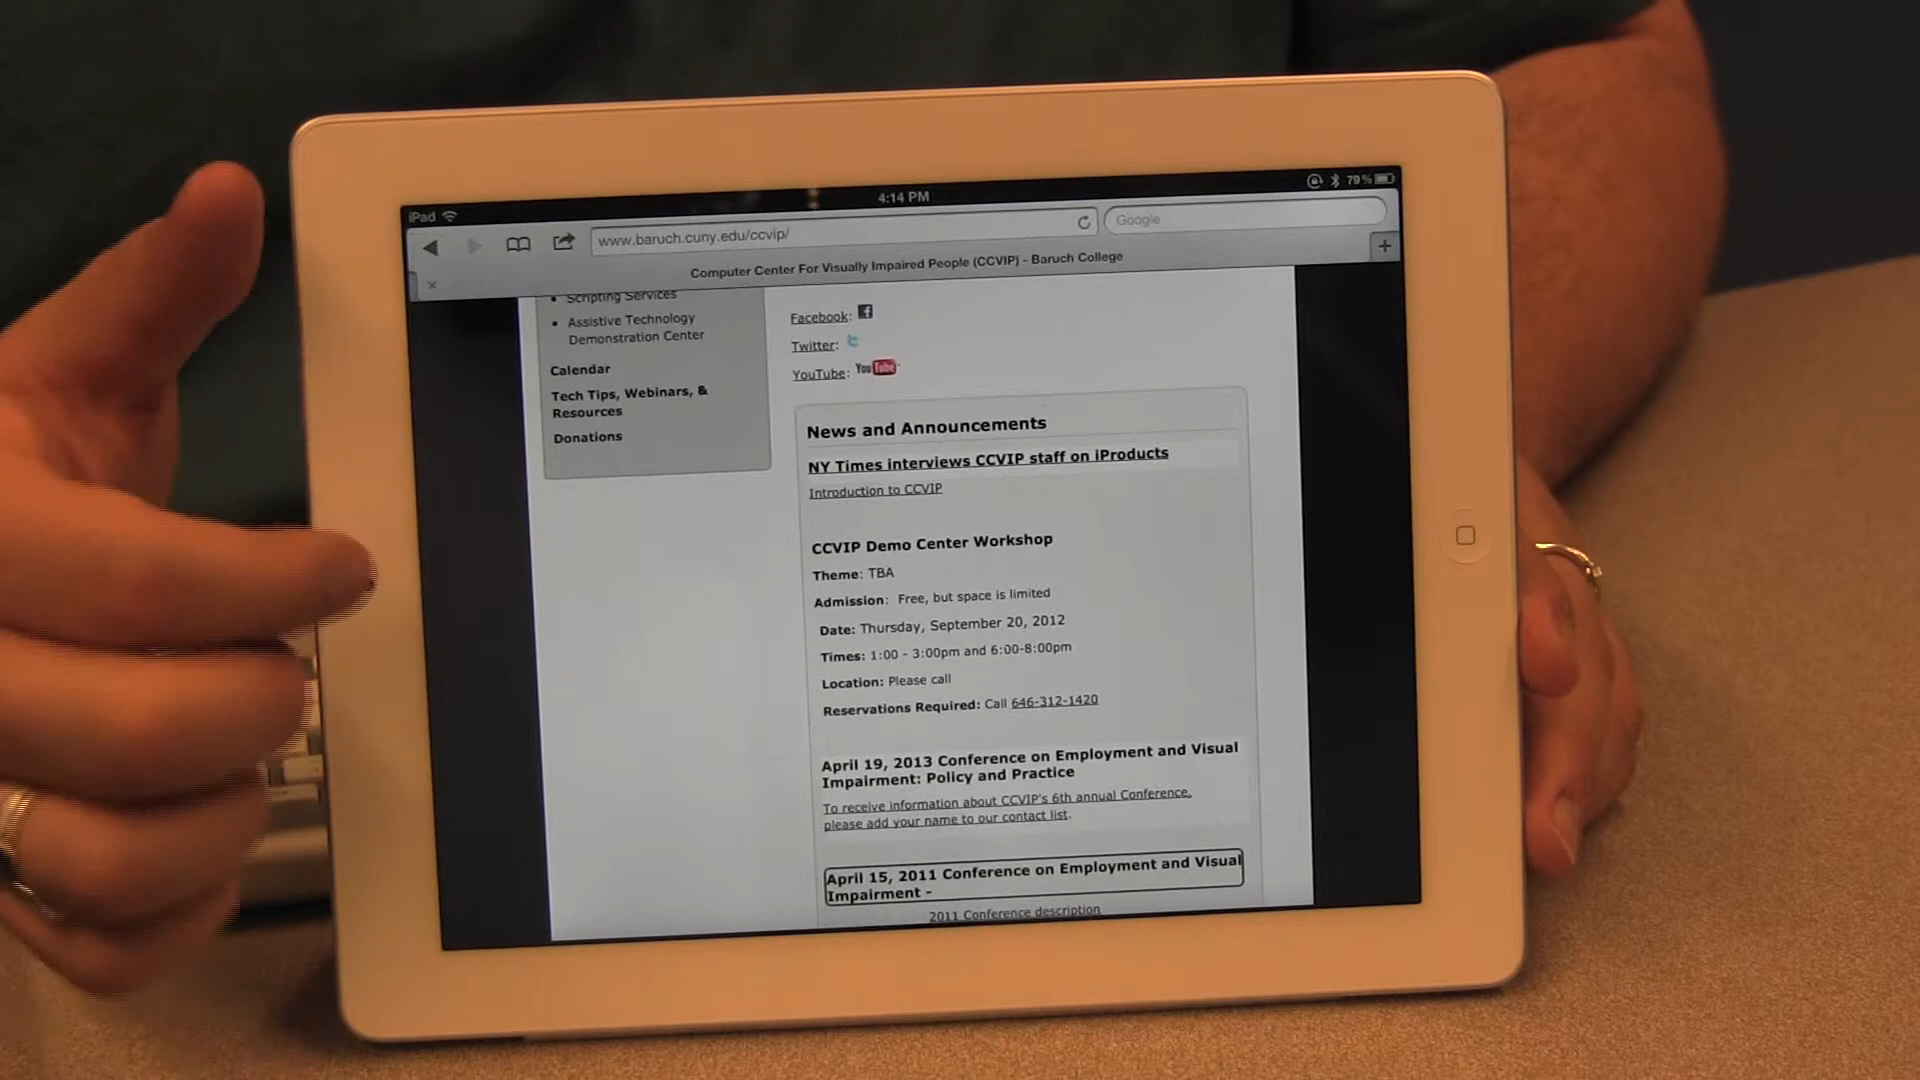 iPad
4:14 PM
79%
www.baruch.cuny.edu/ccvip/
Google
Computer Center For Visually Impaired People (CCVIP) - Baruch College
Scripting Services
Assistive Technology
Demonstration Center
Calendar
Tech Tips, Webinars, &
Resources
Donations
Facebook:
Twitter:
YouTube: YouTube
News and Announcements
NY Times interviews CCVIP staff on iProducts
Introduction to CCVIP
CCVIP Demo Center Workshop
Theme: TBA
Admission: Free, but space is limited
Date: Thursday, September 20, 2012
Times: 1:00 - 3:00pm and 6:00-8:00pm
Location: Please call
Reservations Required: Call 646-312-1420
April 19, 2013 Conference on Employment and Visual
Impairment: Policy and Practice
To receive information about CCVIP's 6th annual Conference,
please add your name to our contact list.
April 15, 2011 Conference on Employment and Visual
Impairment -
2011 Conference description